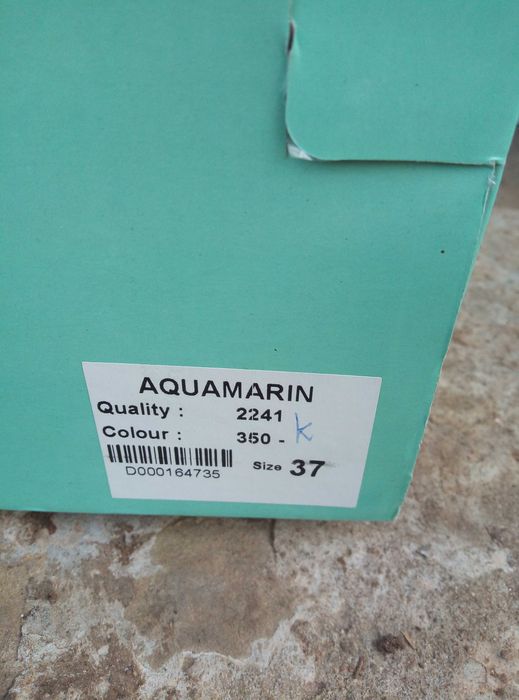 AQUAMARIN
Quality : 2241
Colour : 350 - K
Size 37
D000164735